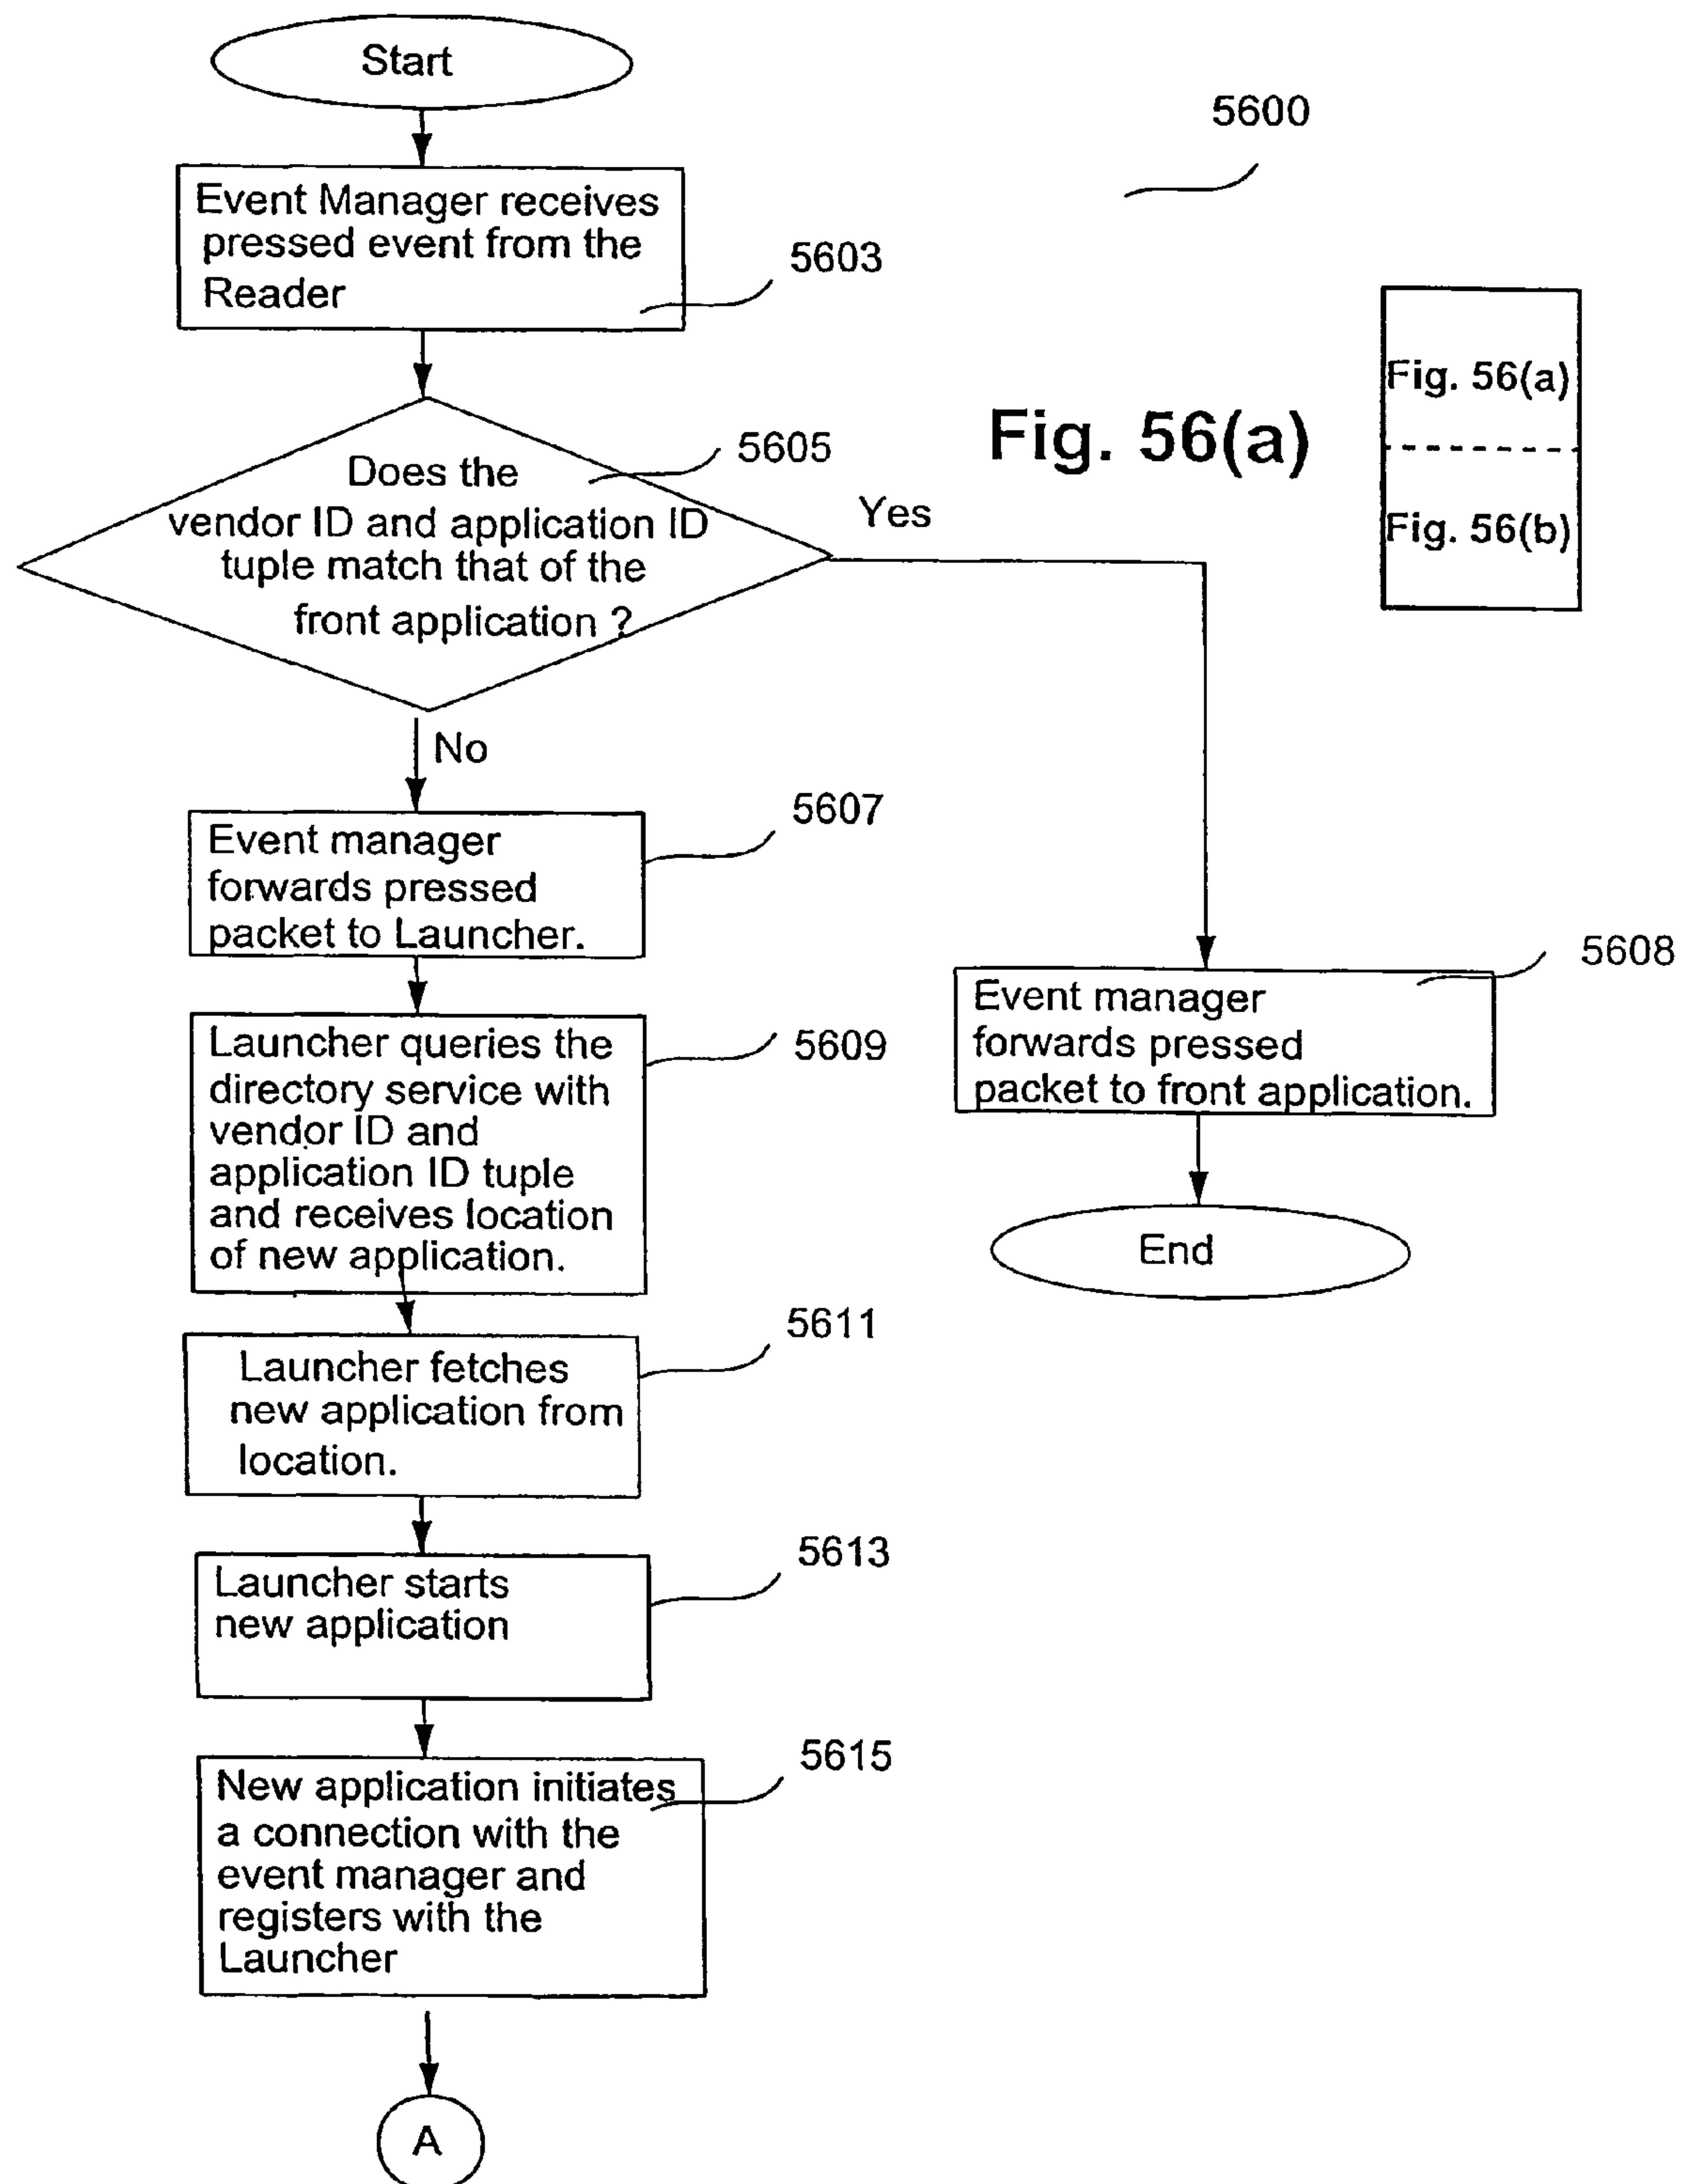 Start
5600
Event Manager receives
pressed event from the
Reader
5603
Fig. 56(a)
Fig. 56(b)
Fig. 56(a)
5605
Does the
vendor ID and application ID
tuple match that of the
front application ?
Yes
No
5607
Event manager
forwards pressed
packet to Launcher.
5608
Event manager
forwards pressed
packet to front application.
5609
Launcher queries the
directory service with
vendor ID and
application ID tuple
and receives location
of new application.
End
5611
Launcher fetches
new application from
location.
5613
Launcher starts
new application
5615
New application initiates
a connection with the
event manager and
registers with the
Launcher
A